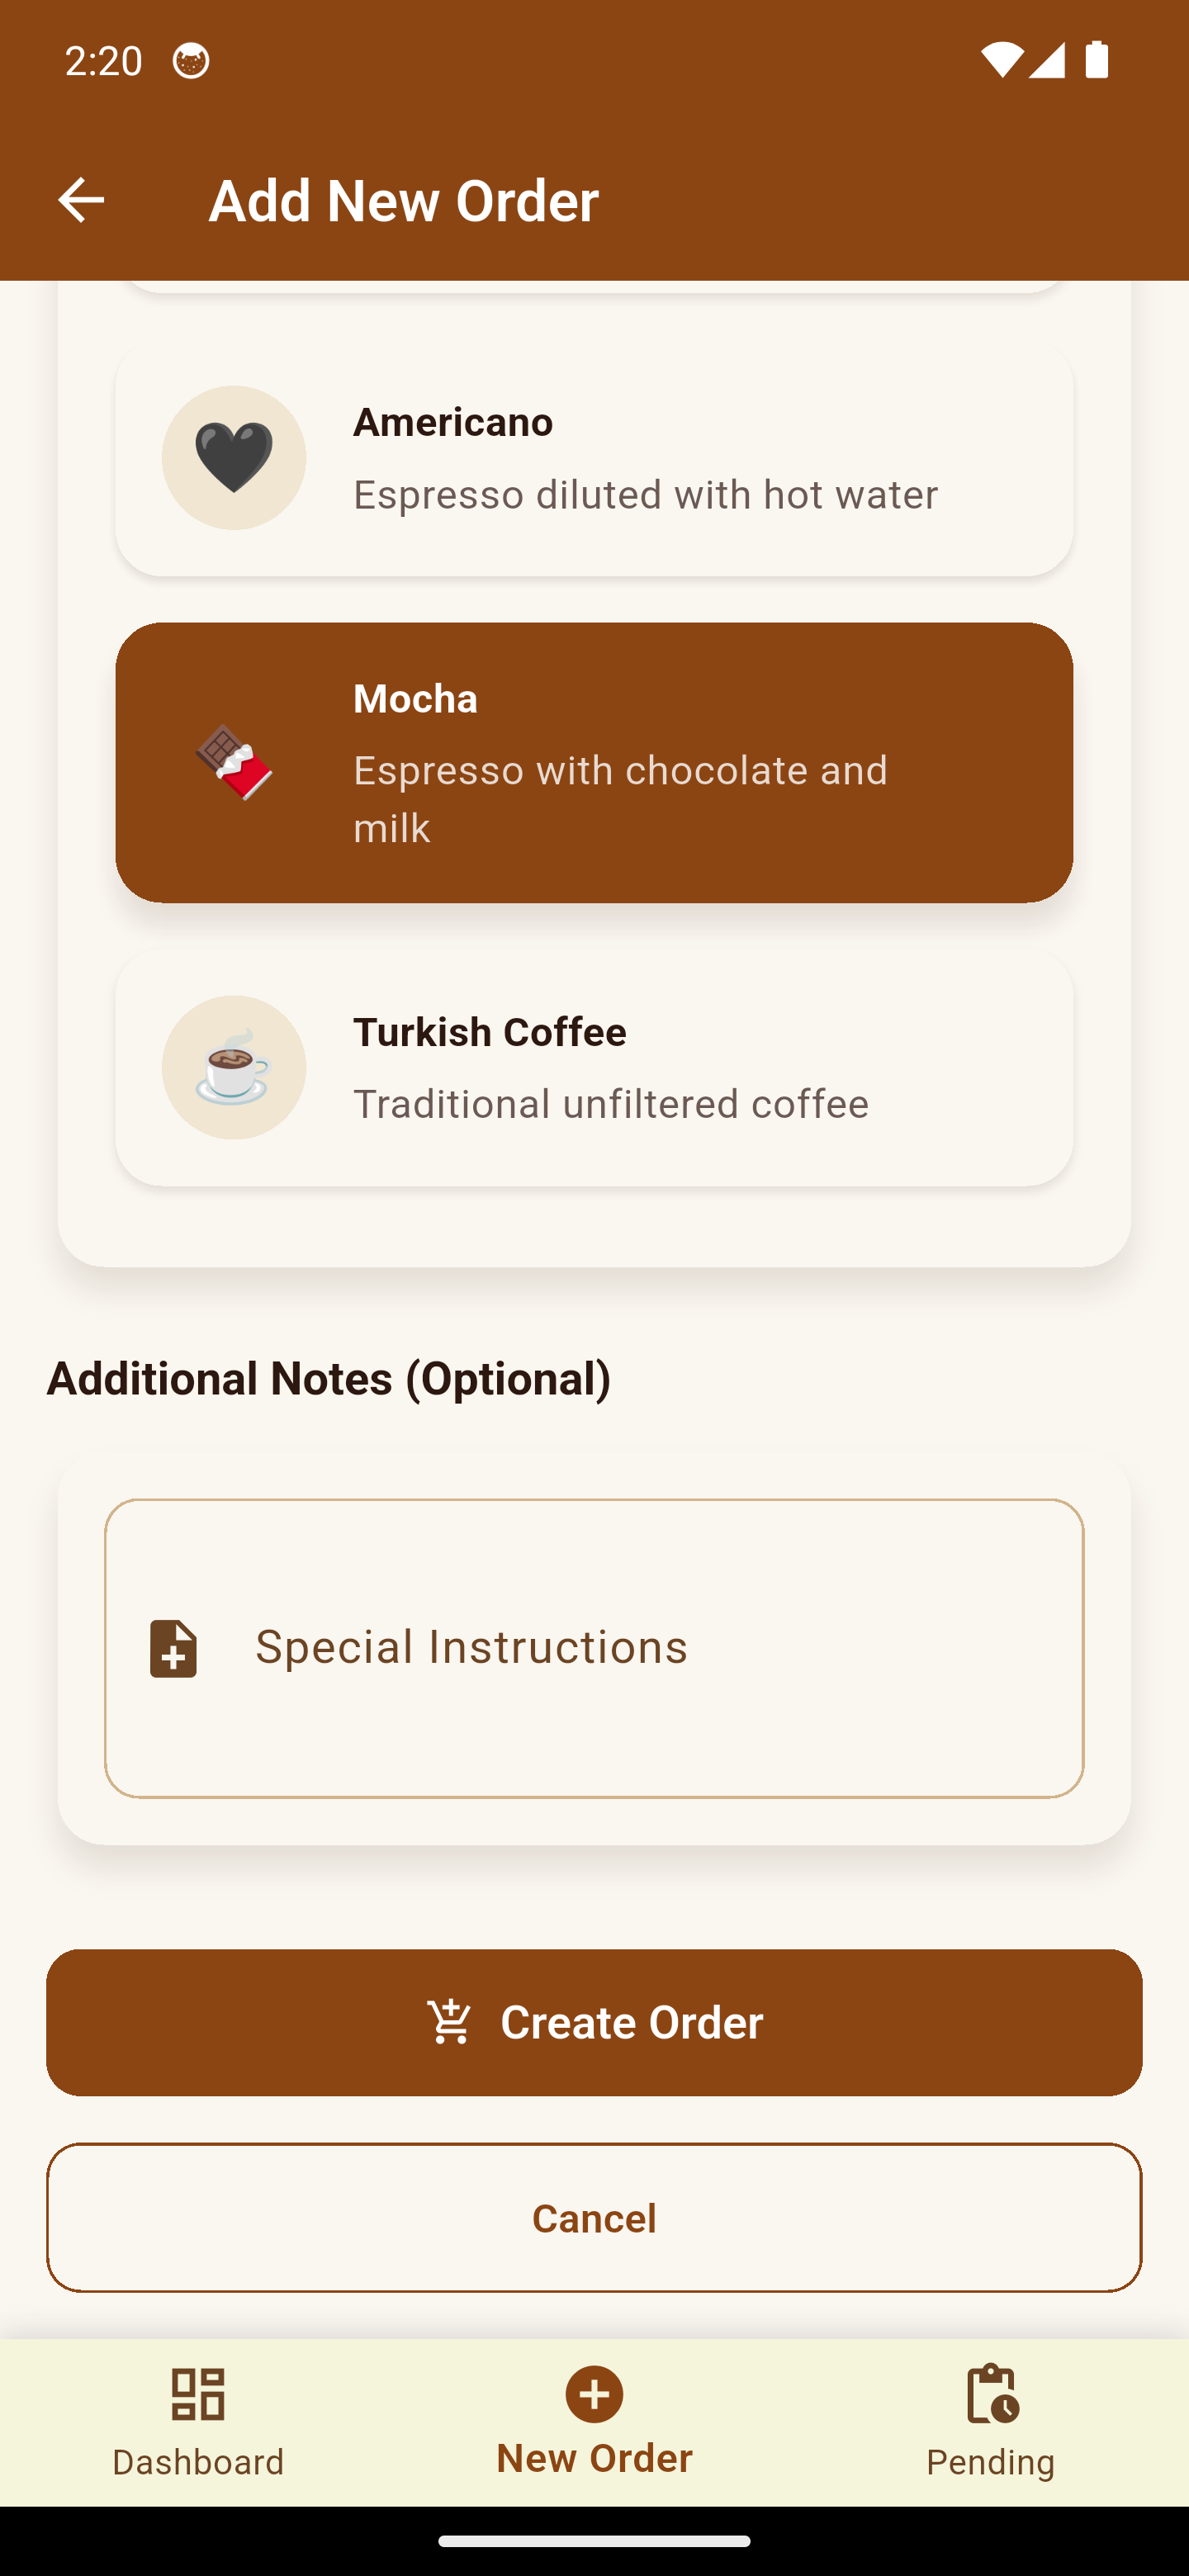 2:20
Add New Order
Americano
Espresso diluted with hot water
Mocha
Espresso with chocolate and
milk
Turkish Coffee
Traditional unfiltered coffee
Additional Notes (Optional)
Special Instructions
Create Order
Cancel
Dashboard
New Order
Pending